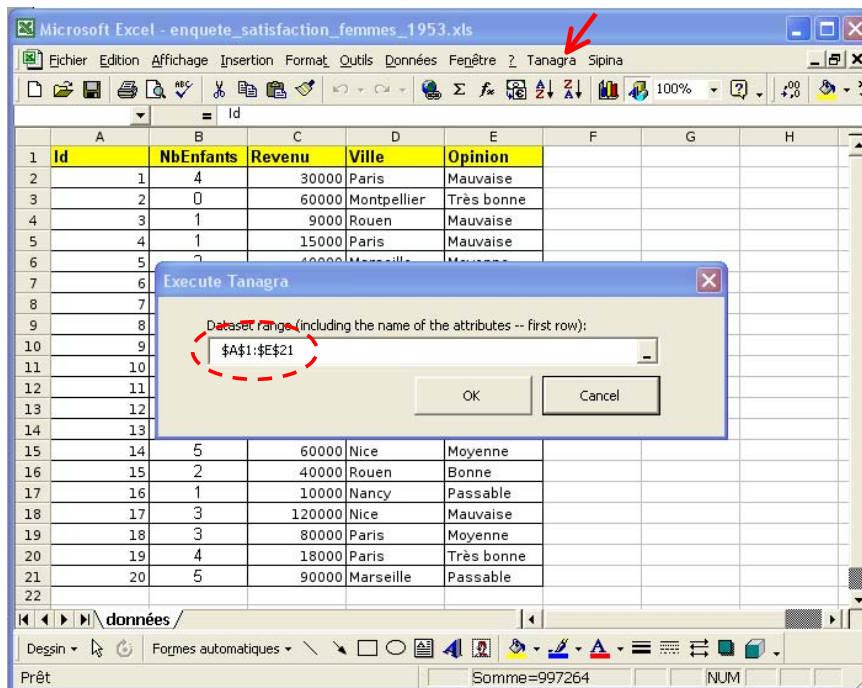 Microsoft Excel - enquete_satisfaction_femmes_1953.xls
Fichier Edition Affichage Insertion Format Outils Données Fenêtre ? Tanagra Sipina
100%
= Id
A B C D E F G H
1 Id NbEnfants Revenu Ville Opinion
2 1 4 30000 Paris Mauvaise
3 2 0 60000 Montpellier Très bonne
4 3 1 9000 Rouen Mauvaise
5 4 1 15000 Paris Mauvaise
6 5
7 6
8 7
9 8
10 9
11 10
12 11
13 12
14 13
Execute Tanagra
Dataset range (including the name of the attributes -- first row):
$A$1:$E$21
OK Cancel
15 14 5 60000 Nice Moyenne
16 15 2 40000 Rouen Bonne
17 16 1 10000 Nancy Passable
18 17 3 120000 Nice Mauvaise
19 18 3 80000 Paris Moyenne
20 19 4 18000 Paris Très bonne
21 20 5 90000 Marseille Passable
22
données
Dessin Formes automatiques
Prêt Somme=997264 NUM